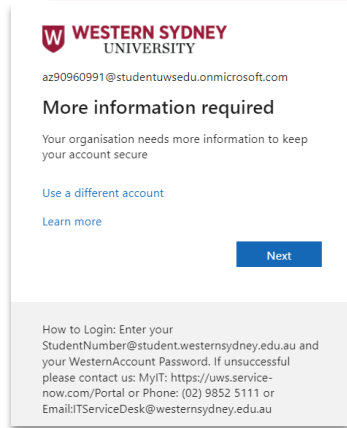 W WESTERN SYDNEY
UNIVERSITY
az90960991@studentuwsedu.onmicrosoft.com
More information required
Your organisation needs more information to keep
your account secure
Use a different account
Learn more
Next
How to Login: Enter your
StudentNumber@student.westernsydney.edu.au and
your WesternAccount Password. If unsuccessful
please contact us: MyIT: https://uws.service-
now.com/Portal or Phone: (02) 9852 5111 or
Email:ITServiceDesk@westernsydney.edu.au